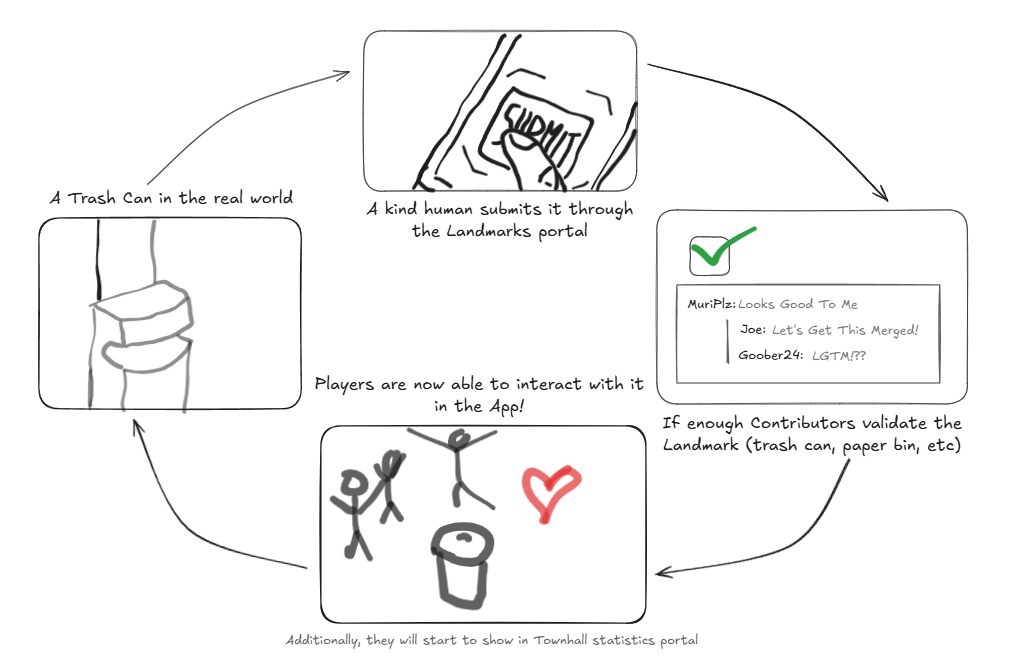 A Trash Can in the real world
SUBMIT
A kind human submits it through
the Landmarks portal
MuriPlz: Looks Good To Me
Joe: Let's Get This Merged!
Goober24: LGTM!??
If enough Contributors validate the
Landmark (trash can, paper bin, etc)
Players are now able to interact with it
in the App!
Additionally, they will start to show in Townhall statistics portal